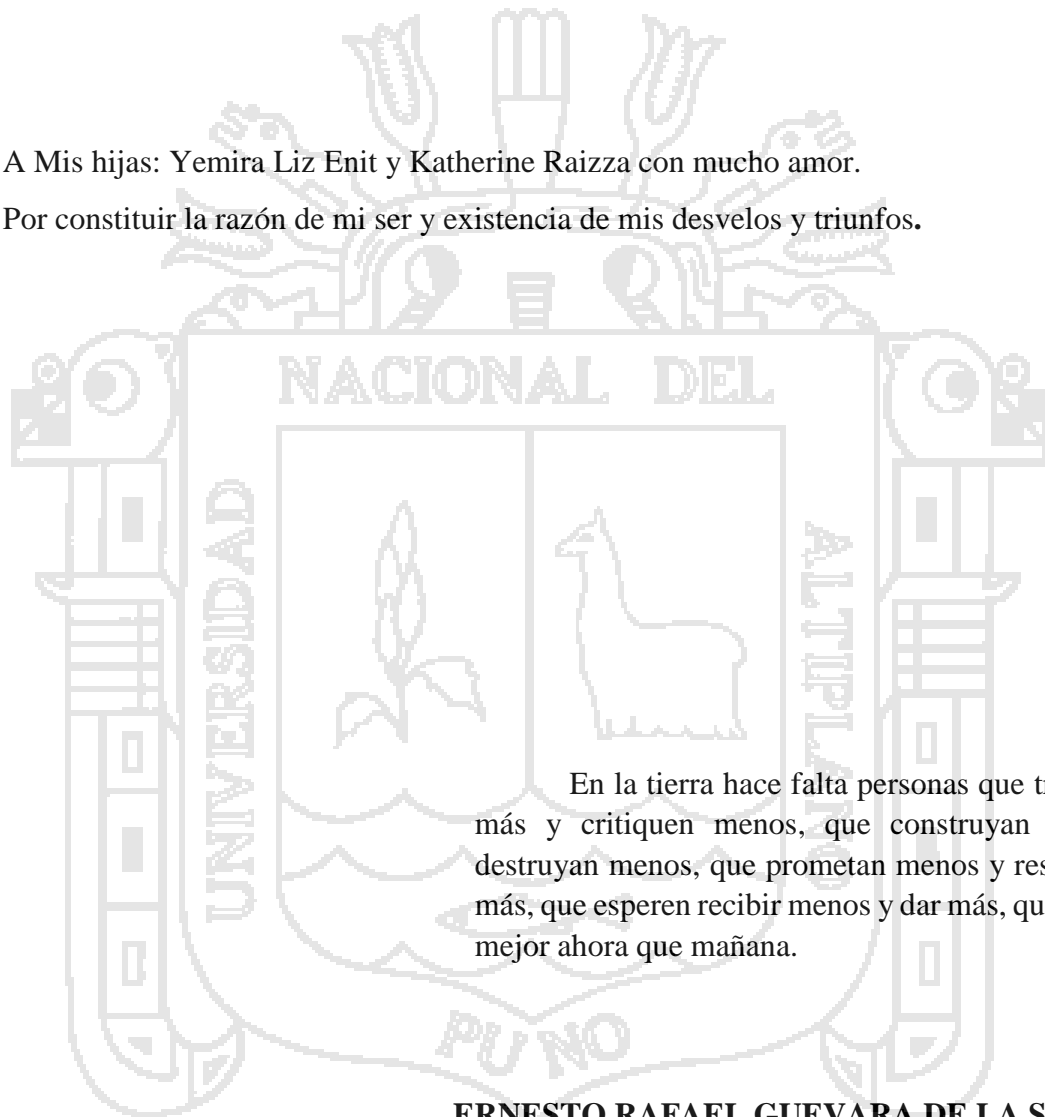 A Mis hijas: Yemira Liz Enit y Katherine Raizza con mucho amor.
Por constituir la razón de mi ser y existencia de mis desvelos y triunfos.
NACIONAL DEL
UNIVERSIDAD
ALTIPLANO
En la tierra hace falta personas que
más y critiquen menos, que construyan
destruyan menos, que prometan menos y
más, que esperen recibir menos y dar más,
mejor ahora que mañana.
PUNO
ERNESTO RAFAEL GUEVARA DE LA